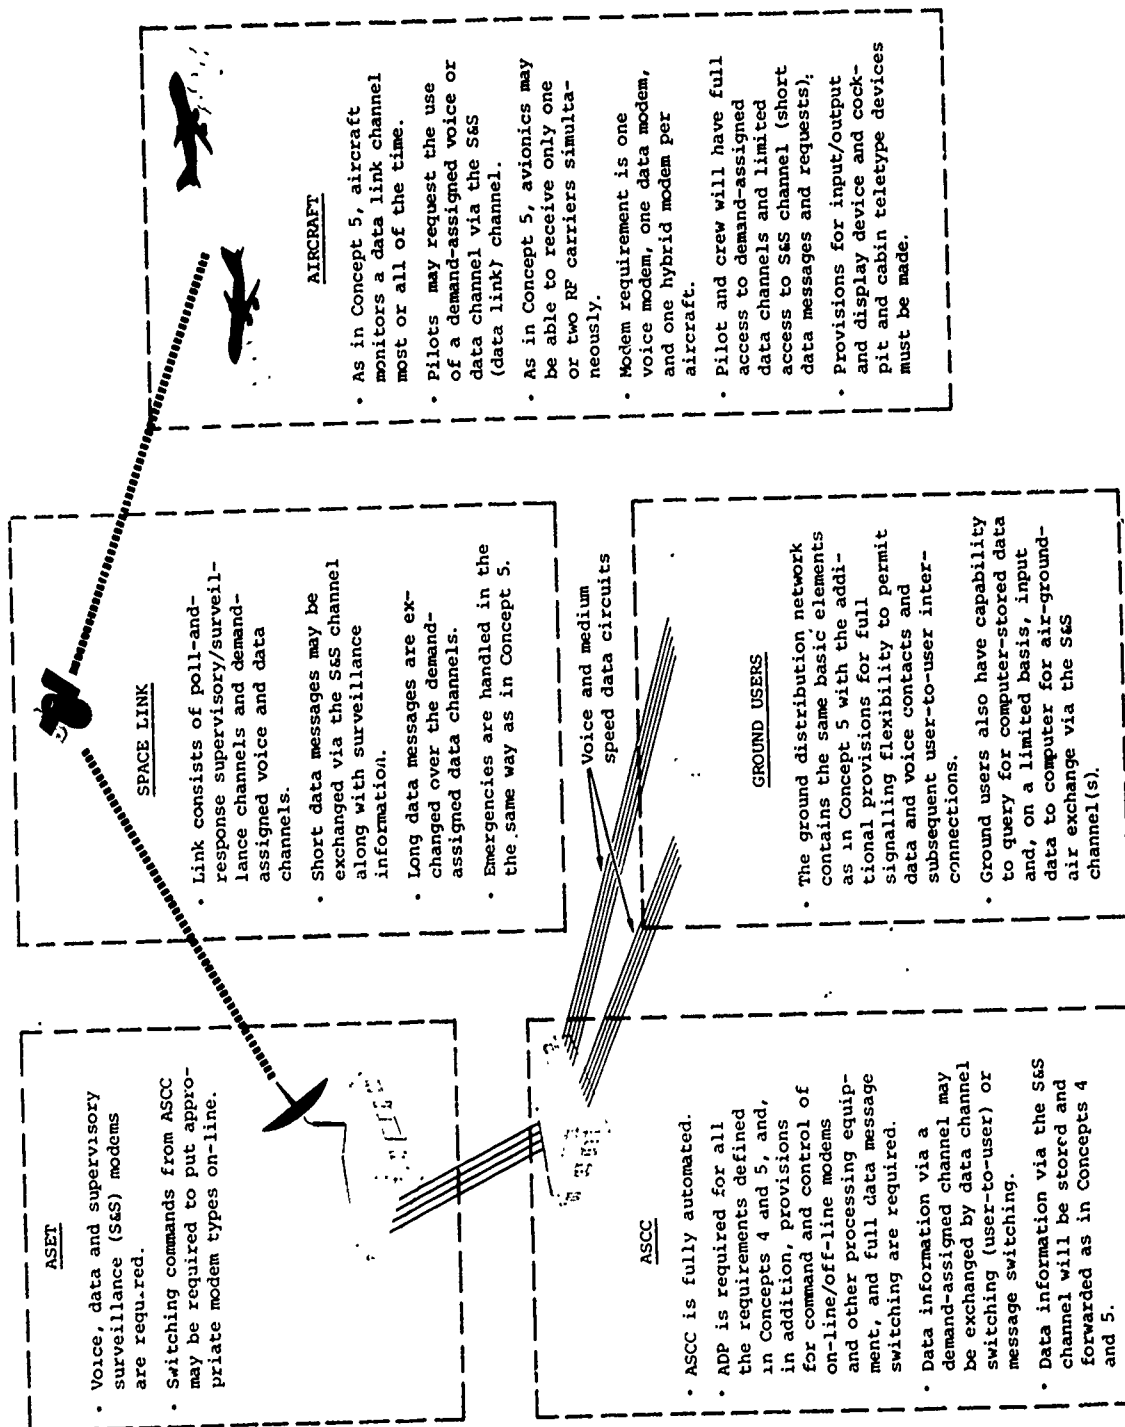 ASET
· Voice, data and supervisory
surveillance (S&S) modems
are required.
· Switching commands from ASCC
may be required to put appro-
priate modem types on-line.
SPACE LINK
· Link consists of poll-and-
response supervisory/surveil-
lance channels and demand-
assigned voice and data
channels.
· Short data messages may be
exchanged via the S&S channel
along with surveillance
information.
· Long data messages are ex-
changed over the demand-
assigned data channels.
· Emergencies are handled in the
the same way as in Concept 5.
AIRCRAFT
· As in Concept 5, aircraft
monitors a data link channel
most or all of the time.
· Pilots may request the use
of a demand-assigned voice or
data channel via the S&S
(data link) channel.
· As in Concept 5, avionics may
be able to receive only one
or two RF carriers simulta-
neously.
· Modem requirement is one
voice modem, one data modem,
and one hybrid modem per
aircraft.
· Pilot and crew will have full
access to demand-assigned
data channels and limited
access to S&S channel (short
data messages and requests).
· Provisions for input/output
and display device and cock-
pit and cabin teletype devices
must be made.
ASCC
· ASCC is fully automated.
· ADP is required for all
the requirements defined
in Concepts 4 and 5, and,
in addition, provisions
for command and control of
on-line/off-line modems
and other processing equip-
ment, and full data message
switching are required.
· Data information via a
demand-assigned channel may
be exchanged by data channel
switching (user-to-user) or
message switching.
· Data information via the S&S
channel will be stored and
forwarded as in Concepts 4
and 5.
Voice and medium
speed data circuits
GROUND USERS
· The ground distribution network
contains the same basic elements
as in Concept 5 with the addi-
tional provisions for full
signalling flexibility to permit
data and voice contacts and
subsequent user-to-user inter-
connections.
· Ground users also have capability
to query for computer-stored data
and, on a limited basis, input
data to computer for air-ground-
air exchange via the S&S
channel(s).